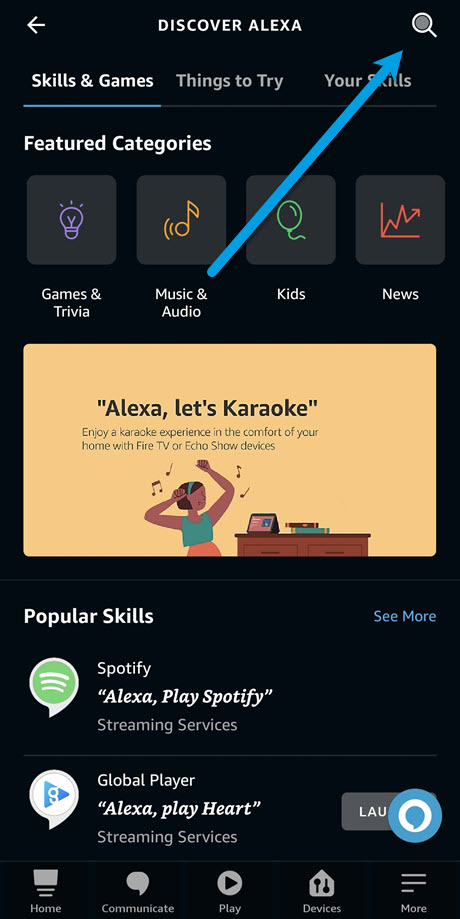 DISCOVER ALEXA
Skills & Games Things to Try Your Skills
Featured Categories
Games &
Trivia
Music &
Audio
Kids
News
"Alexa, let's Karaoke"
Enjoy a karaoke experience in the comfort of your
home with Fire TV or Echo Show devices
Popular Skills See More
Spotify
“Alexa, Play Spotify”
Streaming Services
Global Player
“Alexa, play Heart”
LAU
Streaming Services
Home Communicate Play Devices More